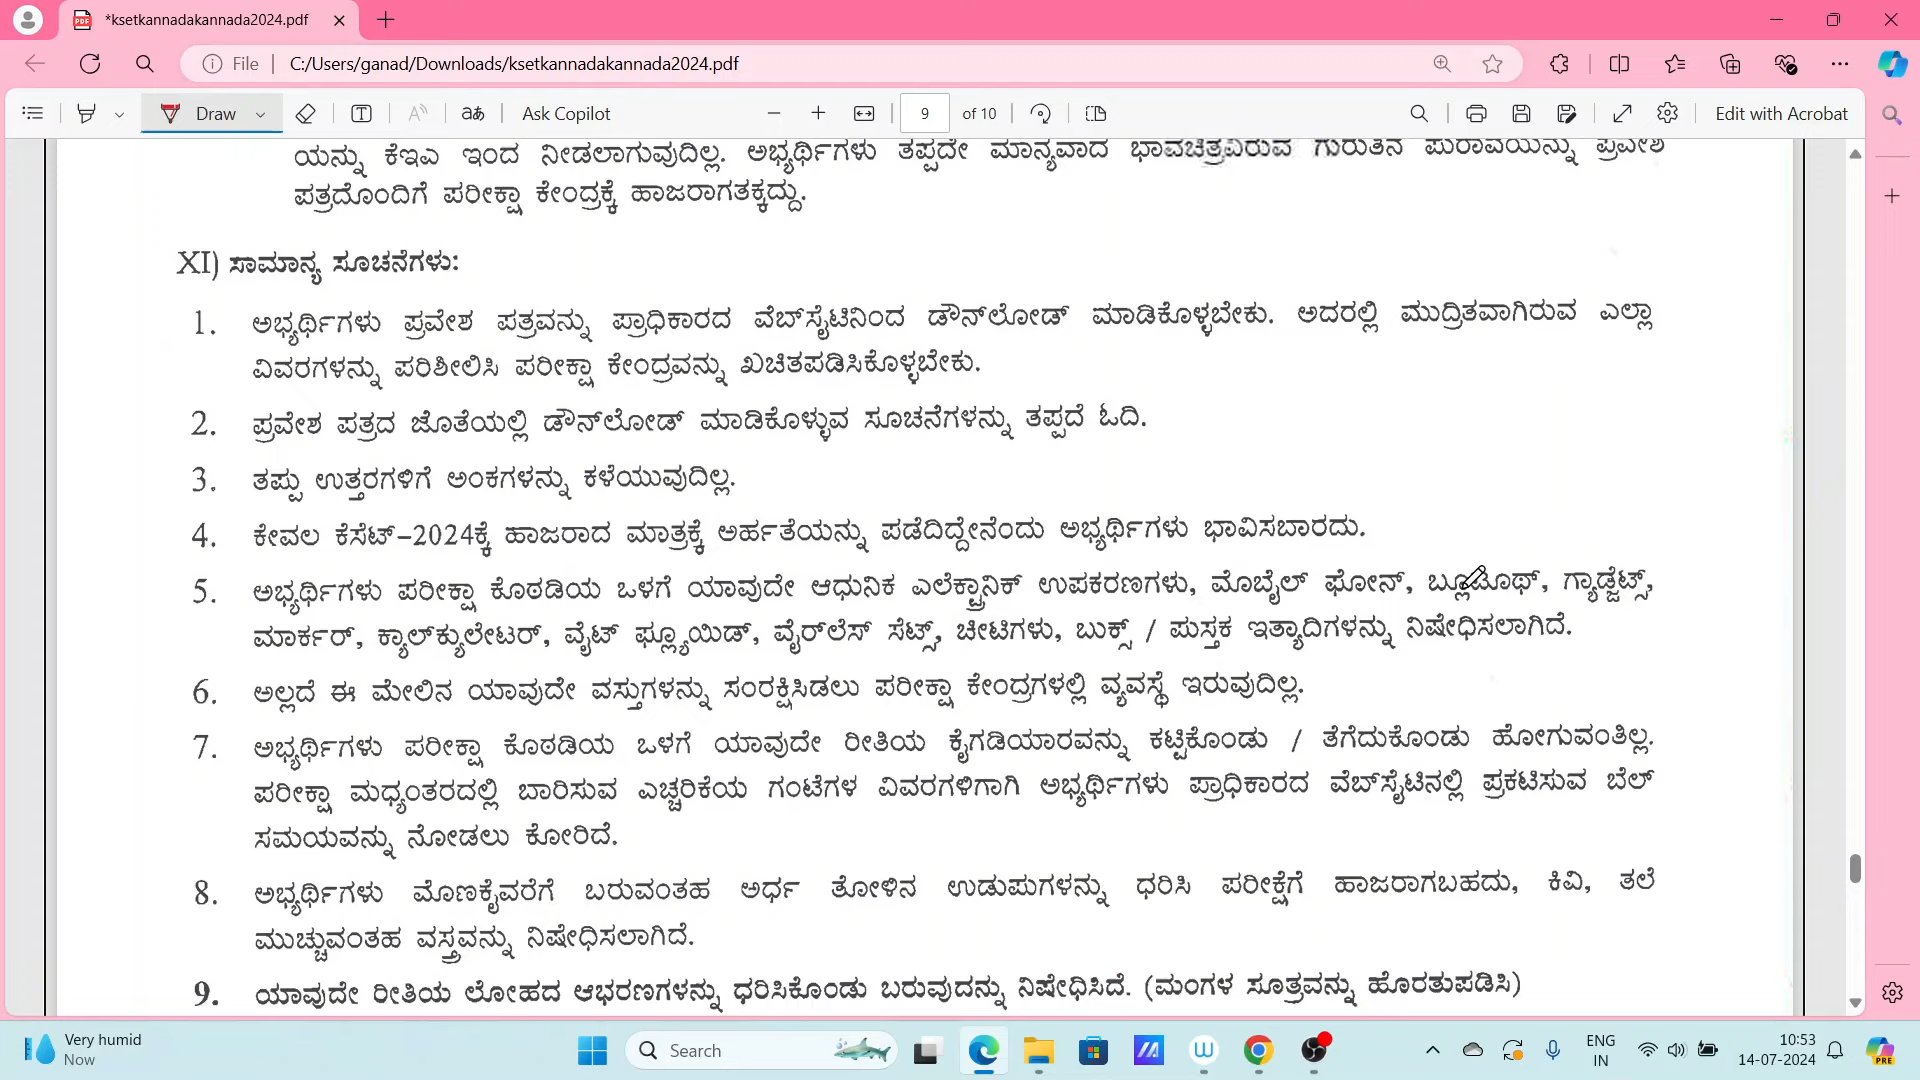 *ksetkannadakannada2024.pdf
File
C:/Users/ganad/Downloads/ksetkannadakannada2024.pdf
Draw
Ask Copilot
9 of 10
Edit with Acrobat
ಯನ್ನು ಕೆಇಎ ಇಂದ ನೀಡಲಾಗುವುದಿಲ್ಲ. ಅಭ್ಯರ್ಥಿಗಳು ತಪ್ಪದೇ ಮಾನ್ಯವಾದ ಭಾವಚಿತ್ರವಿರುವ ಗುರುತಿನ ಪುರಾವೆಯನ್ನು ಪ್ರವೇಶ
ಪತ್ರದೊಂದಿಗೆ ಪರೀಕ್ಷಾ ಕೇಂದ್ರಕ್ಕೆ ಹಾಜರಾಗತಕ್ಕದ್ದು.
XI) ಸಾಮಾನ್ಯ ಸೂಚನೆಗಳು:
1. ಅಭ್ಯರ್ಥಿಗಳು ಪ್ರವೇಶ ಪತ್ರವನ್ನು ಪ್ರಾಧಿಕಾರದ ವೆಬ್‌ಸೈಟಿನಿಂದ ಡೌನ್‌ಲೋಡ್ ಮಾಡಿಕೊಳ್ಳಬೇಕು. ಅದರಲ್ಲಿ ಮುದ್ರಿತವಾಗಿರುವ ಎಲ್ಲಾ
ವಿವರಗಳನ್ನು ಪರಿಶೀಲಿಸಿ ಪರೀಕ್ಷಾ ಕೇಂದ್ರವನ್ನು ಖಚಿತಪಡಿಸಿಕೊಳ್ಳಬೇಕು.
2. ಪ್ರವೇಶ ಪತ್ರದ ಜೊತೆಯಲ್ಲಿ ಡೌನ್‌ಲೋಡ್ ಮಾಡಿಕೊಳ್ಳುವ ಸೂಚನೆಗಳನ್ನು ತಪ್ಪದೆ ಓದಿ.
3. ತಪ್ಪು ಉತ್ತರಗಳಿಗೆ ಅಂಕಗಳನ್ನು ಕಳೆಯುವುದಿಲ್ಲ.
4. ಕೇವಲ ಕೆಸೆಟ್-2024ಕ್ಕೆ ಹಾಜರಾದ ಮಾತ್ರಕ್ಕೆ ಅರ್ಹತೆಯನ್ನು ಪಡೆದಿದ್ದೇನೆಂದು ಅಭ್ಯರ್ಥಿಗಳು ಭಾವಿಸಬಾರದು.
5. ಅಭ್ಯರ್ಥಿಗಳು ಪರೀಕ್ಷಾ ಕೊಠಡಿಯ ಒಳಗೆ ಯಾವುದೇ ಆಧುನಿಕ ಎಲೆಕ್ಟ್ರಾನಿಕ್ ಉಪಕರಣಗಳು, ಮೊಬೈಲ್ ಫೋನ್, ಬ್ಲೂಟೂಥ್, ಗ್ಯಾಡ್ಜೆಟ್ಸ್,
ಮಾರ್ಕರ್, ಕ್ಯಾಲ್‌ಕ್ಯುಲೇಟರ್, ವೈಟ್ ಫ್ಲ್ಯೂಯಿಡ್, ವೈರ್‌ಲೆಸ್ ಸೆಟ್ಸ್, ಚೀಟಿಗಳು, ಬುಕ್ಸ್ / ಪುಸ್ತಕ ಇತ್ಯಾದಿಗಳನ್ನು ನಿಷೇಧಿಸಲಾಗಿದೆ.
6. ಅಲ್ಲದೆ ಈ ಮೇಲಿನ ಯಾವುದೇ ವಸ್ತುಗಳನ್ನು ಸಂರಕ್ಷಿಸಿಡಲು ಪರೀಕ್ಷಾ ಕೇಂದ್ರಗಳಲ್ಲಿ ವ್ಯವಸ್ಥೆ ಇರುವುದಿಲ್ಲ.
7. ಅಭ್ಯರ್ಥಿಗಳು ಪರೀಕ್ಷಾ ಕೊಠಡಿಯ ಒಳಗೆ ಯಾವುದೇ ರೀತಿಯ ಕೈಗಡಿಯಾರವನ್ನು ಕಟ್ಟಿಕೊಂಡು / ತೆಗೆದುಕೊಂಡು ಹೋಗುವಂತಿಲ್ಲ.
ಪರೀಕ್ಷಾ ಮಧ್ಯಂತರದಲ್ಲಿ ಬಾರಿಸುವ ಎಚ್ಚರಿಕೆಯ ಗಂಟೆಗಳ ವಿವರಗಳಿಗಾಗಿ ಅಭ್ಯರ್ಥಿಗಳು ಪ್ರಾಧಿಕಾರದ ವೆಬ್‌ಸೈಟಿನಲ್ಲಿ ಪ್ರಕಟಿಸುವ ಬೆಲ್
ಸಮಯವನ್ನು ನೋಡಲು ಕೋರಿದೆ.
8. ಅಭ್ಯರ್ಥಿಗಳು ಮೊಣಕೈವರೆಗೆ ಬರುವಂತಹ ಅರ್ಧ ತೋಳಿನ ಉಡುಪುಗಳನ್ನು ಧರಿಸಿ ಪರೀಕ್ಷೆಗೆ ಹಾಜರಾಗಬಹದು, ಕಿವಿ, ತಲೆ
ಮುಚ್ಚುವಂತಹ ವಸ್ತ್ರವನ್ನು ನಿಷೇಧಿಸಲಾಗಿದೆ.
9. ಯಾವುದೇ ರೀತಿಯ ಲೋಹದ ಆಭರಣಗಳನ್ನು ಧರಿಸಿಕೊಂಡು ಬರುವುದನ್ನು ನಿಷೇಧಿಸಿದೆ. (ಮಂಗಳ ಸೂತ್ರವನ್ನು ಹೊರತುಪಡಿಸಿ)
Very humid
Now
Search
ENG
IN
10:53
14-07-2024
PRE